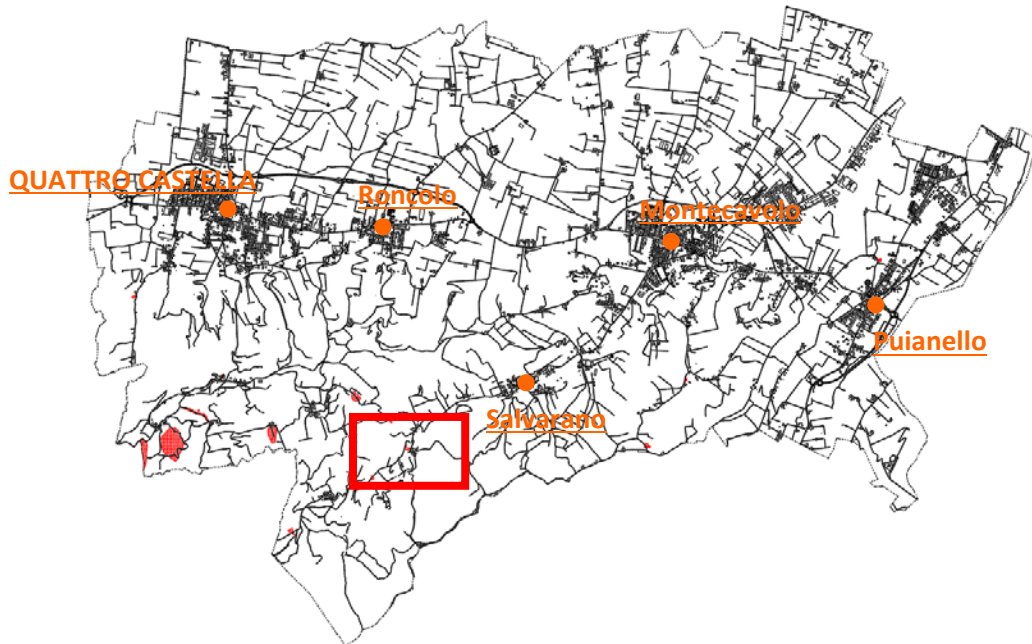 QUATTRO CASTELLA
Roncolo
Montecavolo
Puianello
Salvarano